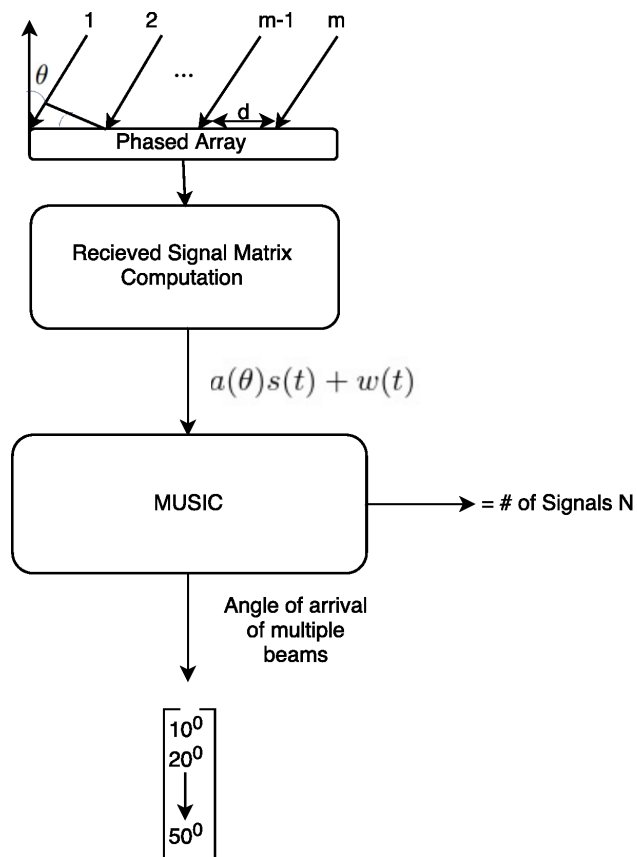 1 2 m-1 m
θ ...
d
Phased Array
Recieved Signal Matrix
Computation
a(θ)s(t) + w(t)
MUSIC
= # of Signals N
Angle of arrival
of multiple
beams
10⁰
20⁰
50⁰